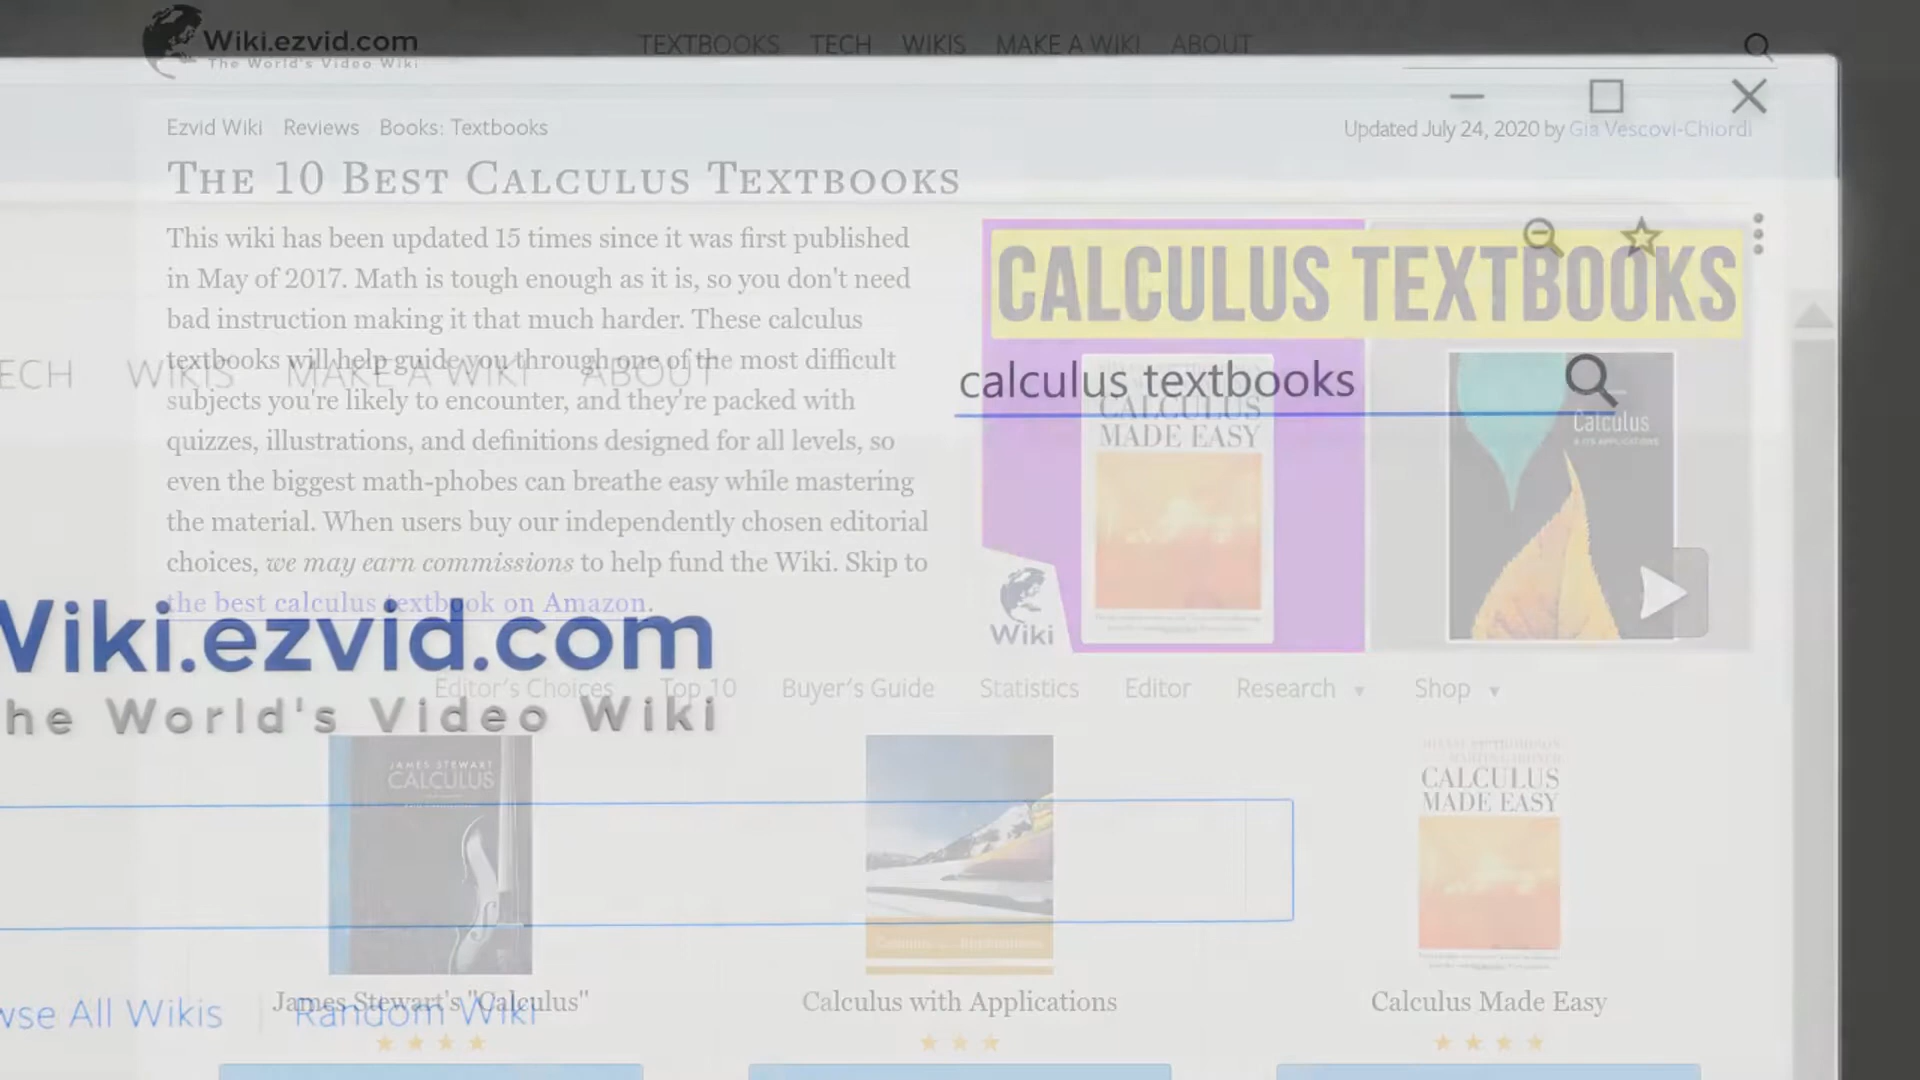 Wiki.ezvid.com
The World's Video Wiki
TEXTBOOKS TECH WIKIS MAKE A WIKI ABOUT
Ezvid Wiki Reviews Books: Textbooks
Updated July 24, 2020 by Gia Vescovi-Chiordi
THE 10 BEST CALCULUS TEXTBOOKS
This wiki has been updated 15 times since it was first published
in May of 2017. Math is tough enough as it is, so you don't need
bad instruction making it that much harder. These calculus
textbooks will help guide you through one of the most difficult
subjects you're likely to encounter, and they're packed with
quizzes, illustrations, and definitions designed for all levels, so
even the biggest math-phobes can breathe easy while mastering
the material. When users buy our independently chosen editorial
choices, we may earn commissions to help fund the Wiki. Skip to
the best calculus textbook on Amazon.
CALCULUS TEXTBOOKS
ECH WIKIS MAKE A WIKI ABOUT
calculus textbooks
CALCULUS
MADE EASY
Calculus
& ITS APPLICATIONS
Wiki
Wiki.ezvid.com
he World's Video Wiki
Editor's Choices Top 10 Buyer's Guide Statistics Editor Research Shop
JAMES STEWART
CALCULUS
CALCULUS
MADE EASY
James Stewart's "Calculus"
Calculus with Applications
Calculus Made Easy
wse All Wikis Random Wiki